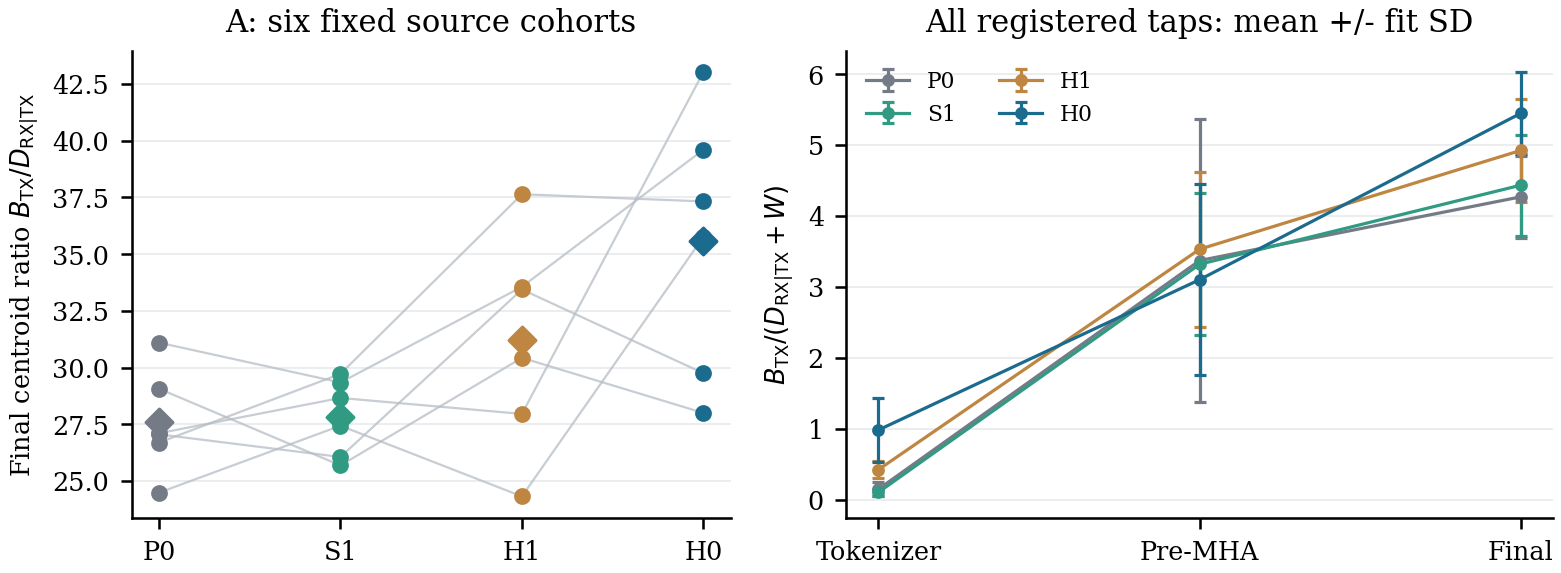 A: six fixed source cohorts
Final centroid ratio B_TX/D_RX|TX
42.5
40.0
37.5
35.0
32.5
30.0
27.5
25.0
P0
S1
H1
H0
All registered taps: mean +/- fit SD
B_TX/(D_RX|TX + W)
6
5
4
3
2
1
0
P0
S1
H1
H0
Tokenizer
Pre-MHA
Final